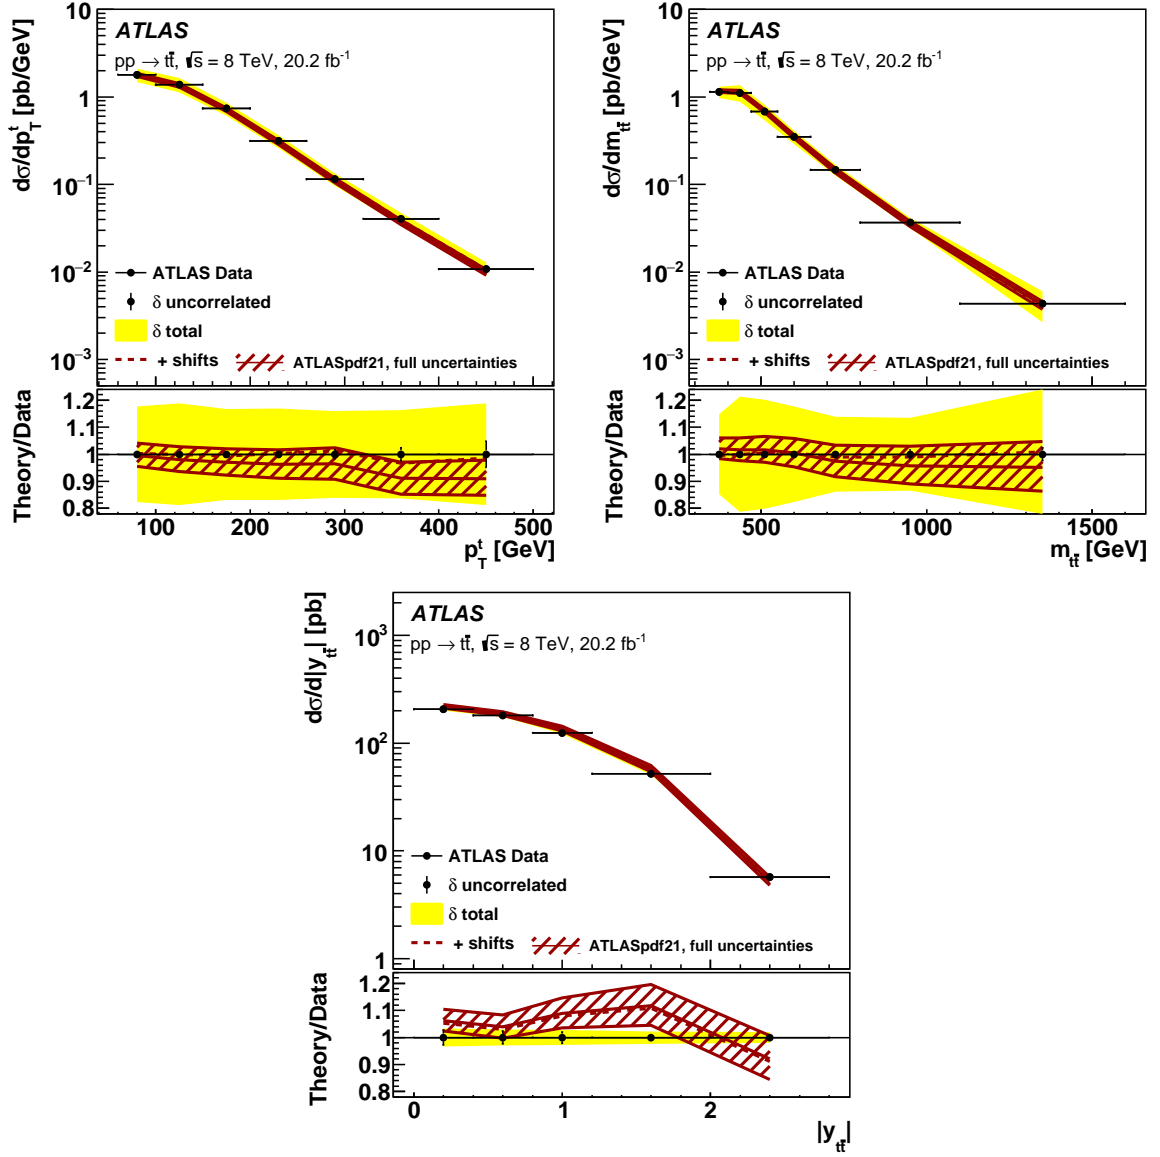 ATLAS
pp → tt̄, √s = 8 TeV, 20.2 fb⁻¹
dσ/dp_T^t [pb/GeV]
10
1
10⁻¹
10⁻²
10⁻³
ATLAS Data
δ uncorrelated
δ total
+ shifts
ATLASpdf21, full uncertainties
Theory/Data
1.2
1.1
1
0.9
0.8
100 200 300 400 500
p_T^t [GeV]
ATLAS
pp → tt̄, √s = 8 TeV, 20.2 fb⁻¹
dσ/dm_tt̄ [pb/GeV]
10
1
10⁻¹
10⁻²
10⁻³
ATLAS Data
δ uncorrelated
δ total
+ shifts
ATLASpdf21, full uncertainties
Theory/Data
1.2
1.1
1
0.9
0.8
500 1000 1500
m_tt̄ [GeV]
ATLAS
pp → tt̄, √s = 8 TeV, 20.2 fb⁻¹
dσ/d|y_tt̄| [pb]
10³
10²
10
1
ATLAS Data
δ uncorrelated
δ total
+ shifts
ATLASpdf21, full uncertainties
Theory/Data
1.2
1.1
1
0.9
0.8
0 1 2
|y_tt̄|